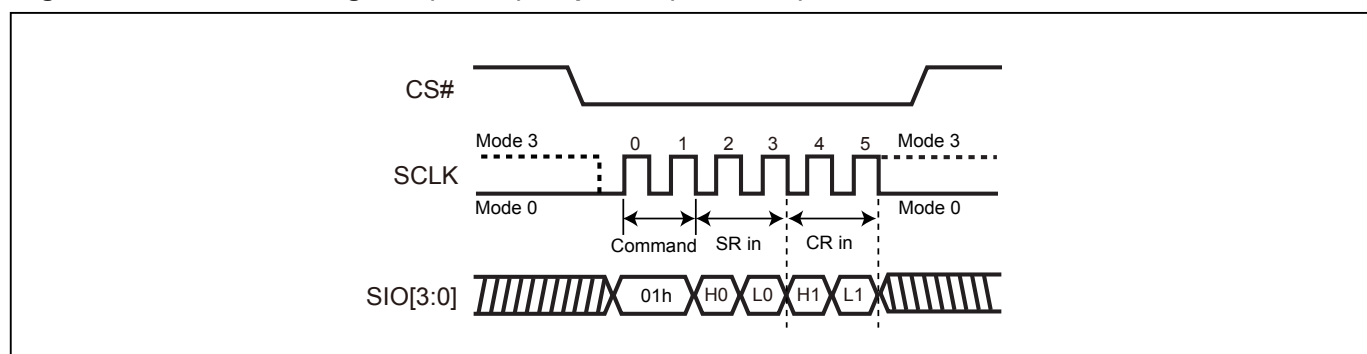 CS#
Mode 3 0 1 2 3 4 5 Mode 3
SCLK
Mode 0 Mode 0
Command SR in CR in
SIO[3:0] 01h H0 L0 H1 L1